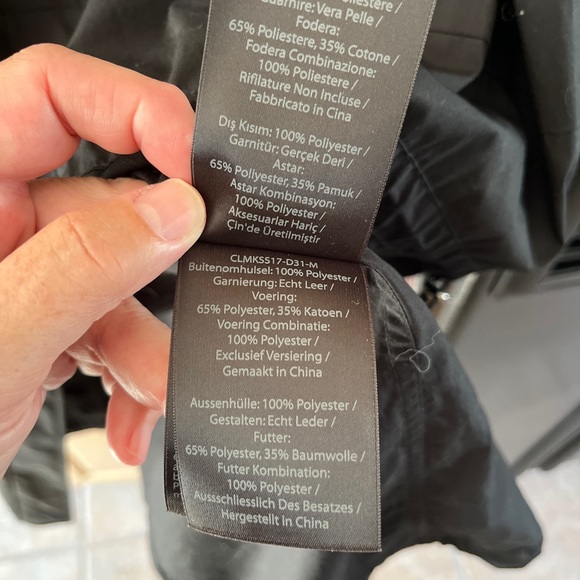 Poliestere /
Guarnire: Vera Pelle /
Fodera:
65% Poliestere, 35% Cotone /
Fodera Combinazione:
100% Poliestere /
Rifilature Non Incluse /
Fabbricato in Cina
Dış Kısım: 100% Polyester /
Garnitür: Gerçek Deri /
Astar:
65% Polyester, 35% Pamuk /
Astar Kombinasyon:
100% Polyester /
Aksesuarlar Hariç /
Çin'de Üretilmiştir
CLMKSS17-D31-M
Buitenomhulsel: 100% Polyester /
Garnierung: Echt Leer /
Voering:
65% Polyester, 35% Katoen /
Voering Combinatie:
100% Polyester /
Exclusief Versiering /
Gemaakt in China
Aussenhülle: 100% Polyester /
Gestalten: Echt Leder /
Futter:
65% Polyester, 35% Baumwolle /
Futter Kombination:
100% Polyester /
Ausschliesslich Des Besatzes /
Hergestellt in China